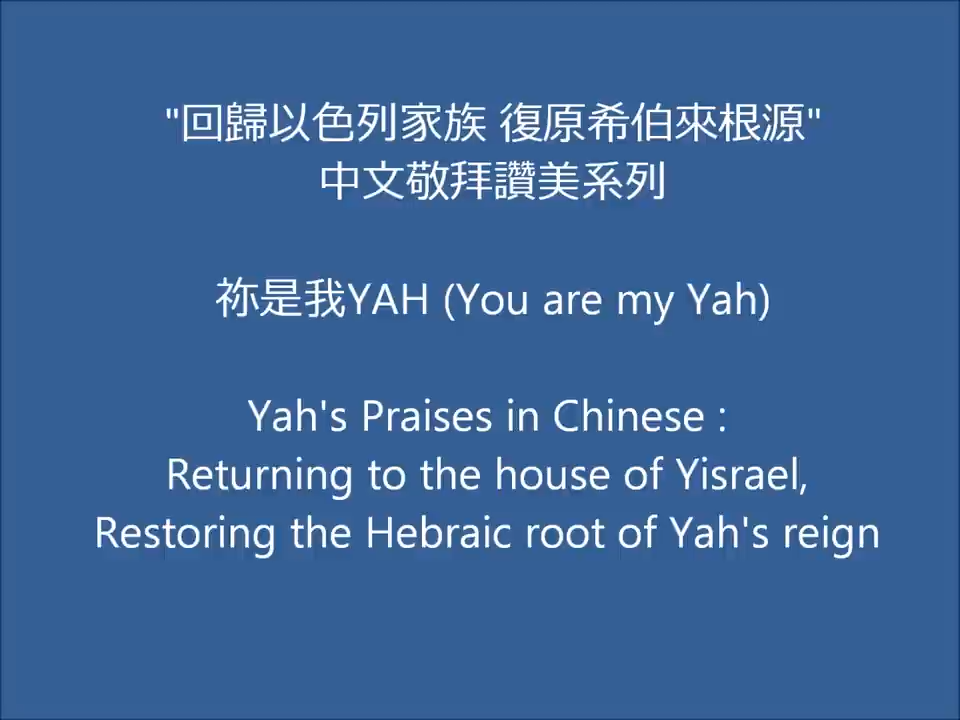 "回歸以色列家族 復原希伯來根源"
中文敬拜讚美系列
祢是我YAH (You are my Yah)
Yah's Praises in Chinese :
Returning to the house of Yisrael,
Restoring the Hebraic root of Yah's reign